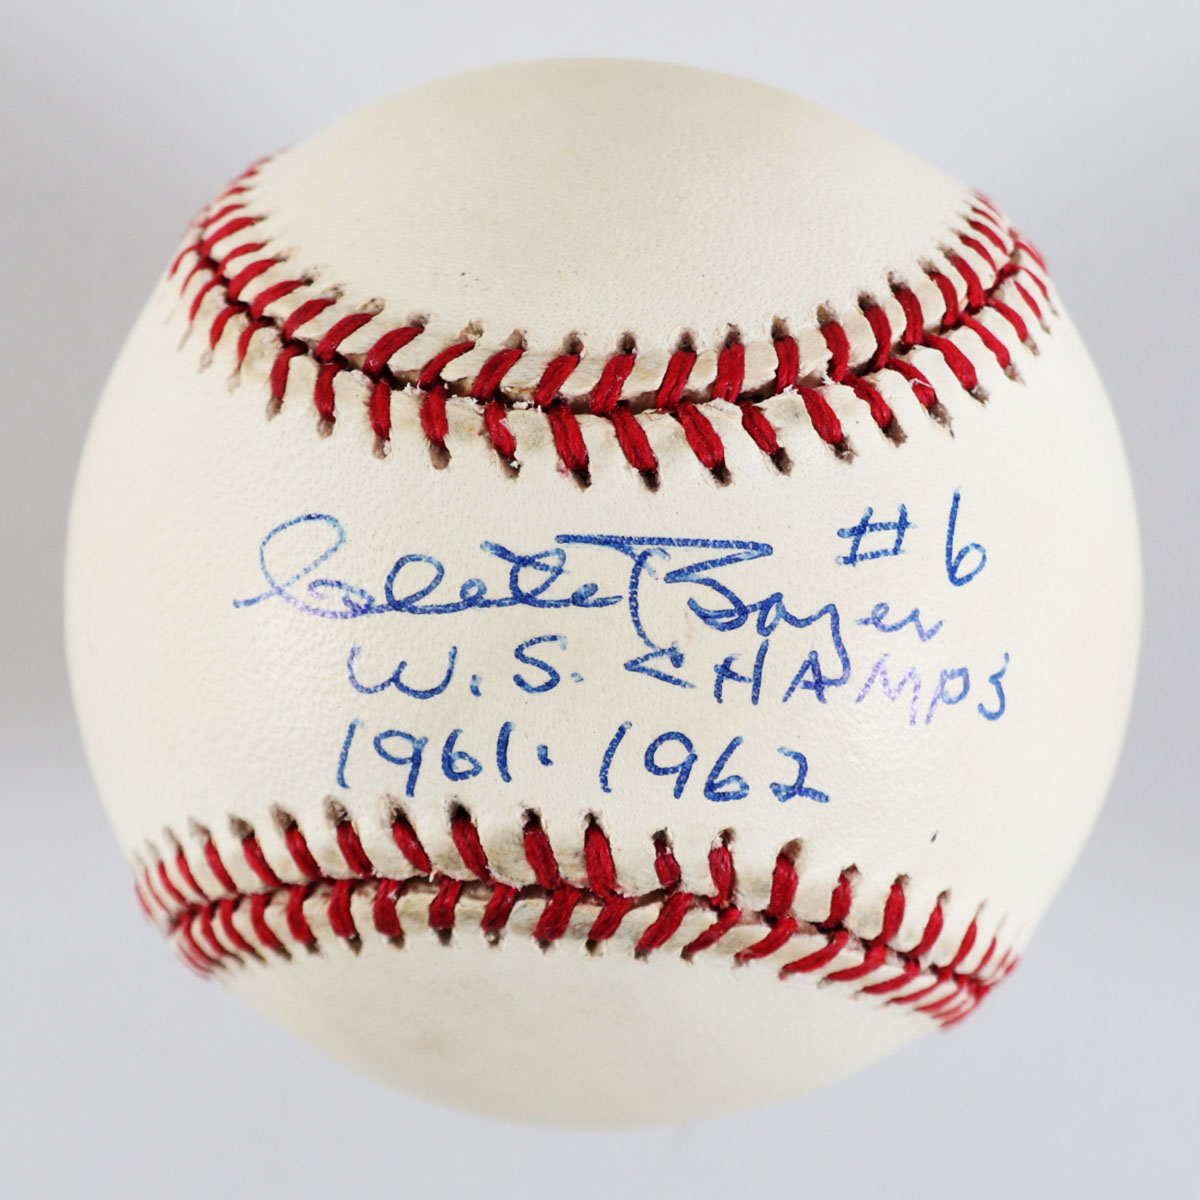 Clete Boyer #6
W.S. CHAMPS
1961. 1962